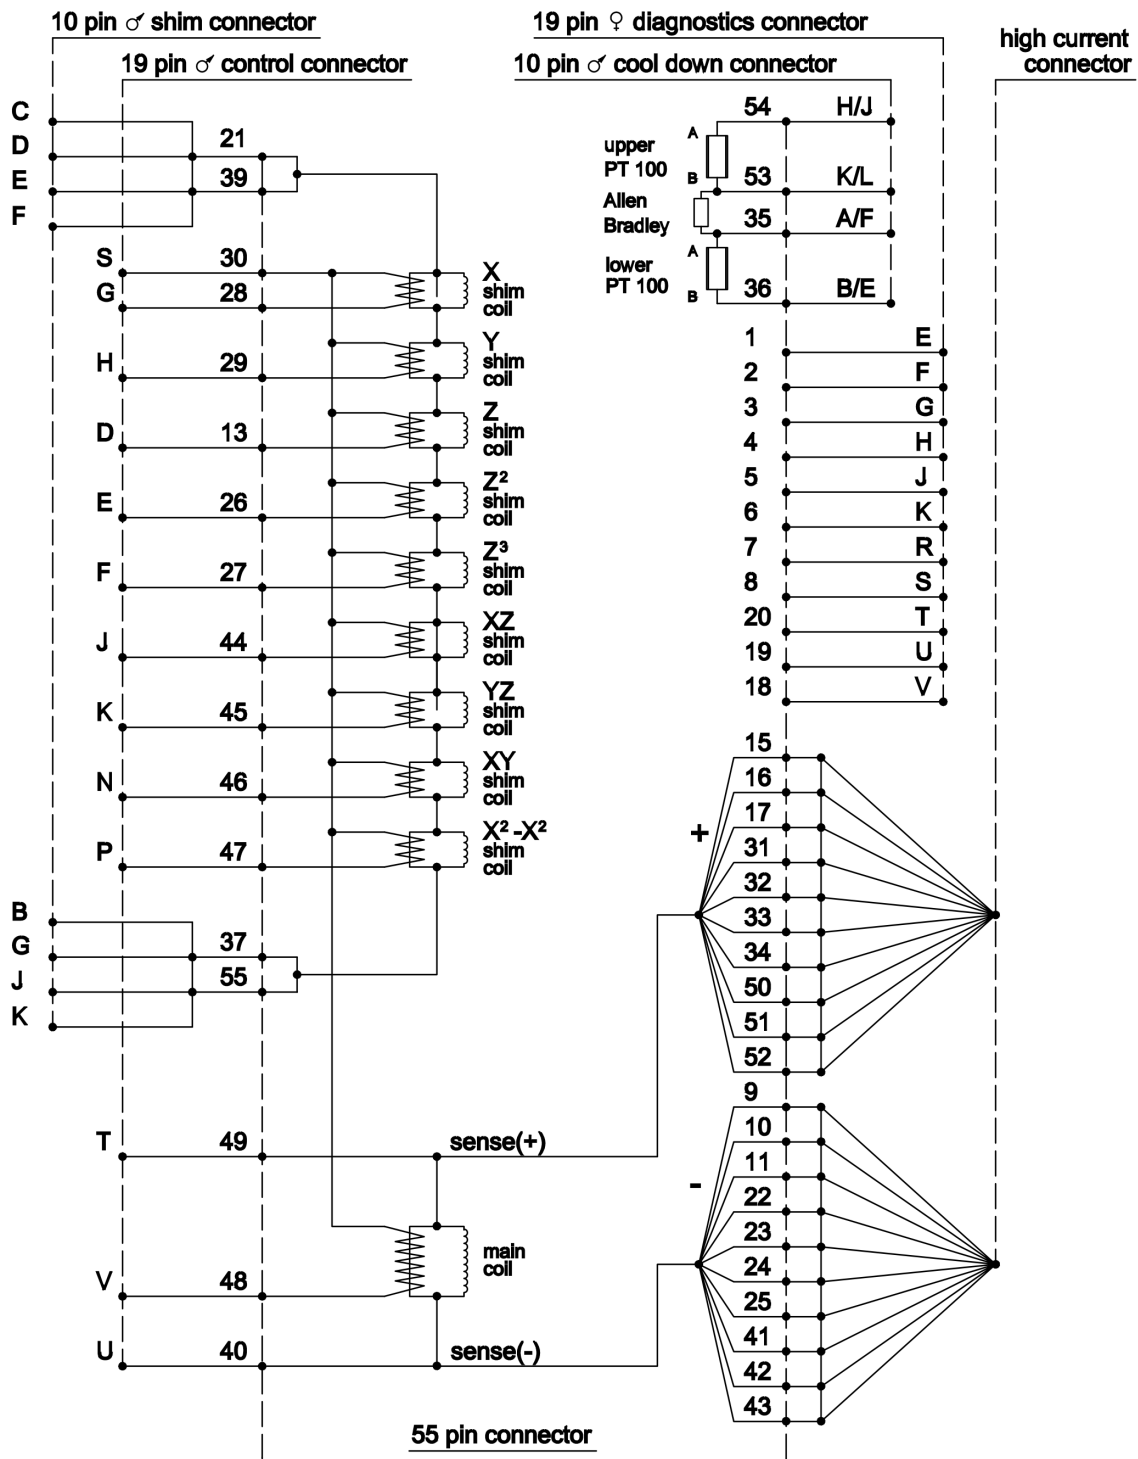 10 pin ♂ shim connector
19 pin ♂ control connector
19 pin ♀ diagnostics connector
10 pin ♂ cool down connector
high current
connector
C
D 21
E 39
F
S 30
G 28
X
shim
coil
H 29
Y
shim
coil
D 13
Z
shim
coil
E 26
Z²
shim
coil
F 27
Z³
shim
coil
J 44
XZ
shim
coil
K 45
YZ
shim
coil
N 46
XY
shim
coil
P 47
X² -X²
shim
coil
B
G 37
J 55
K
T 49 sense(+)
main
coil
V 48
U 40 sense(-)
upper
PT 100
A
B
54 H/J
53 K/L
Allen
Bradley
35 A/F
lower
PT 100
A
B
36 B/E
1 E
2 F
3 G
4 H
5 J
6 K
7 R
8 S
20 T
19 U
18 V
+
15
16
17
31
32
33
34
50
51
52
-
9
10
11
22
23
24
25
41
42
43
55 pin connector